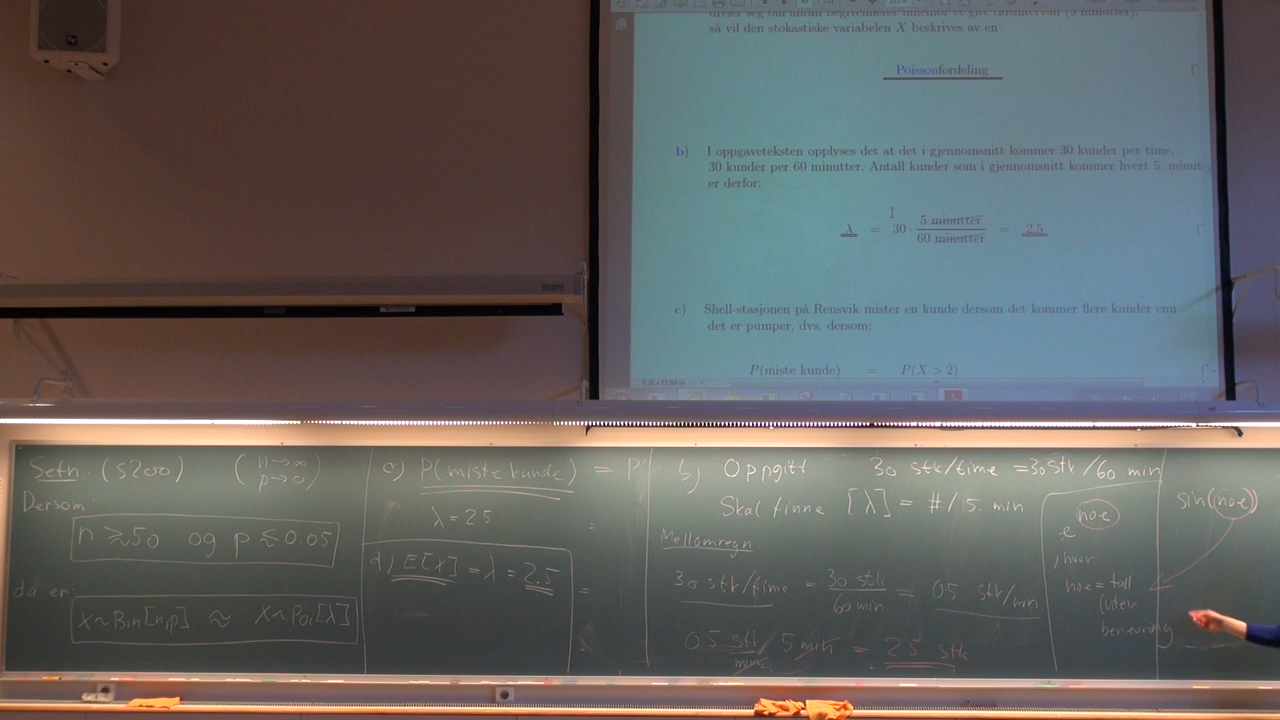 så vil den stokastiske variabelen X beskrives av en
Poissonfordeling
b) I oppgaveteksten opplyses det at det i gjennomsnitt kommer 30 kunder per time,
30 kunder per 60 minutter. Antall kunder som i gjennomsnitt kommer hvert 5. minut
er derfor:
λ = 30 · 5 minutter / 60 minutter = 2.5
c) Shell-stasjonen på Rensvik mister en kunde dersom det kommer flere kunder enn
det er pumper, dvs. dersom:
P(miste kunde) = P(X > 2)
Setn. (s200) (n→∞ p→0)
Dersom:
n ≳ 50 og p ≲ 0.05
da er:
X~Bin[n,p] ≈ X~Poi[λ]
c) P(miste kunde) = P
λ = 2.5
=
d) E[X] = λ = 2.5
=
b) Oppgitt 30 stk/time = 30 stk/60 min
Skal finne [λ] = #/5. min
Mellomregn:
30 stk/time = 30 stk / 60 min = 0.5 stk/min
0.5 stk/min · 5 min = 2.5 stk
e^noe
, hvor
noe = tall
(uten
benevning
sin(noe)